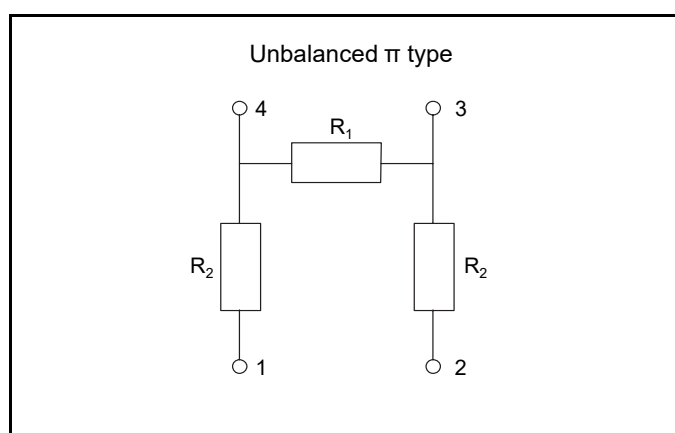 Unbalanced π type
4 3
R₁
R₂ R₂
1 2